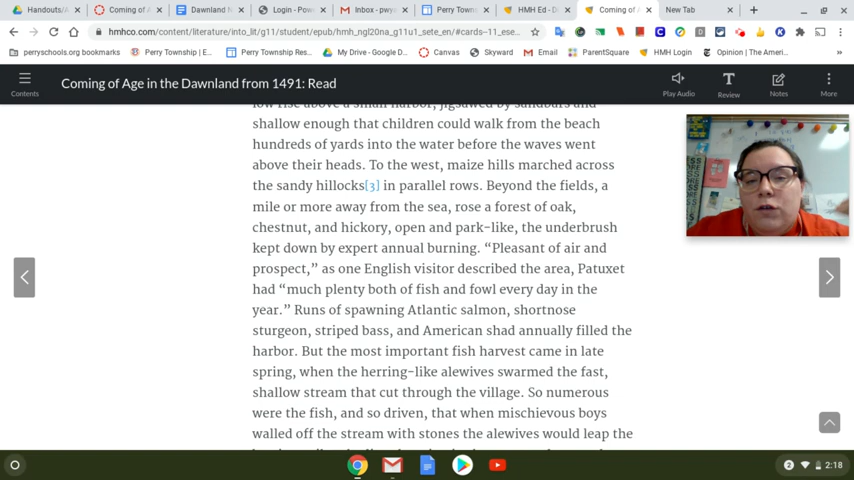 Handouts/A
Coming of A
Dawnland N
Login - Pow
Inbox - pwy
Perry Town
HMH Ed - D
Coming of A
New Tab
hmhco.com/content/literature/into_lit/g11/student/epub/hmh_ngl20na_g11u1_sete_en/#cards--11_ese...
perryschools.org bookmarks
Perry Township E...
Perry Township Res...
My Drive - Google D...
Canvas
Skyward
Email
ParentSquare
HMH Login
Opinion | The Ameri...
Contents
Coming of Age in the Dawnland from 1491: Read
Play Audio
Review
Notes
More
low rise above a small harbor, jigsawed by sandbars and
shallow enough that children could walk from the beach
hundreds of yards into the water before the waves went
above their heads. To the west, maize hills marched across
the sandy hillocks[3] in parallel rows. Beyond the fields, a
mile or more away from the sea, rose a forest of oak,
chestnut, and hickory, open and park-like, the underbrush
kept down by expert annual burning. “Pleasant of air and
prospect,” as one English visitor described the area, Patuxet
had “much plenty both of fish and fowl every day in the
year.” Runs of spawning Atlantic salmon, shortnose
sturgeon, striped bass, and American shad annually filled the
harbor. But the most important fish harvest came in late
spring, when the herring-like alewives swarmed the fast,
shallow stream that cut through the village. So numerous
were the fish, and so driven, that when mischievous boys
walled off the stream with stones the alewives would leap the
2
2:18